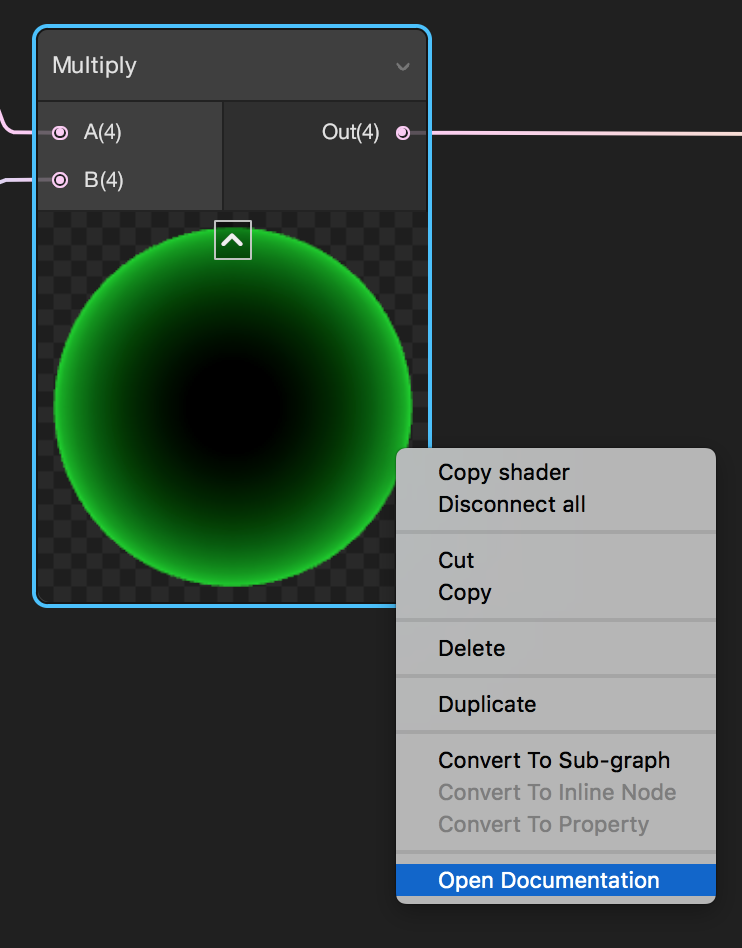 Multiply
A(4)
Out(4)
B(4)
Copy shader
Disconnect all
Cut
Copy
Delete
Duplicate
Convert To Sub-graph
Convert To Inline Node
Convert To Property
Open Documentation